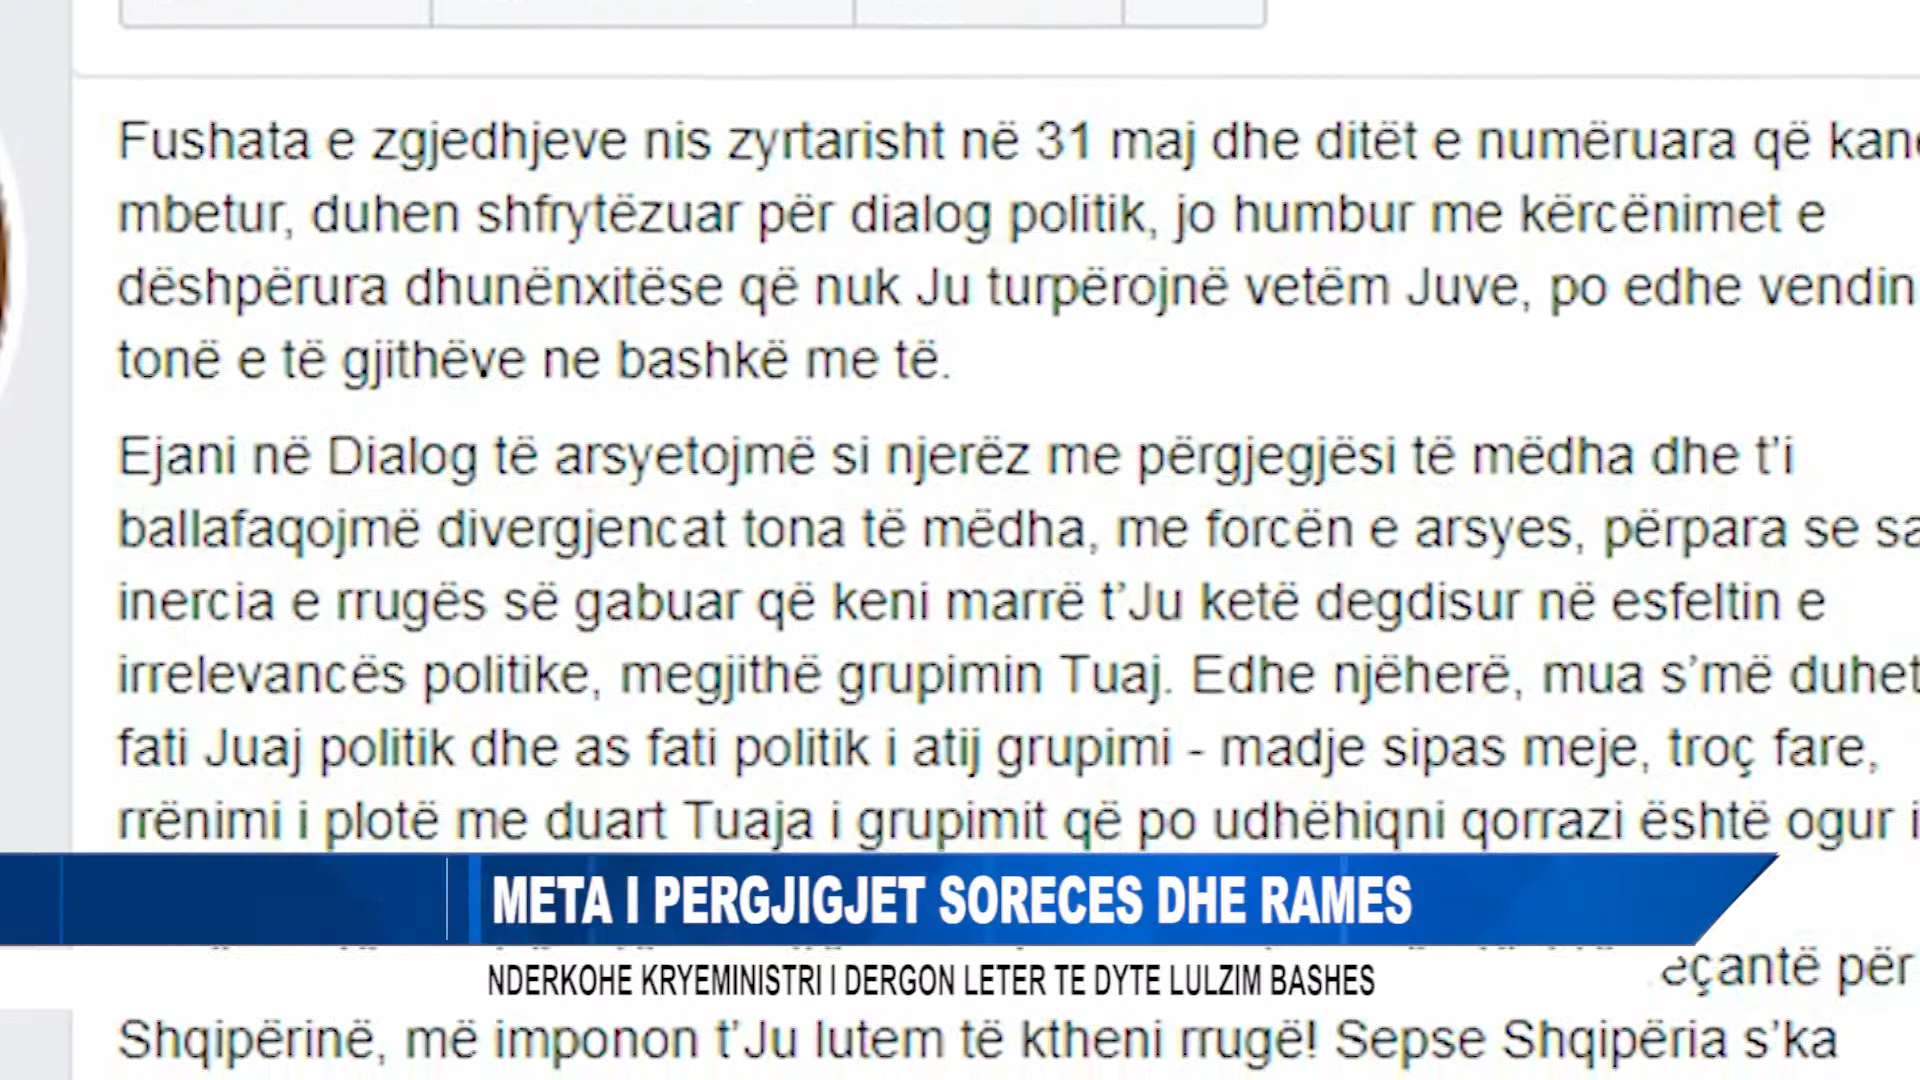 Fushata e zgjedhjeve nis zyrtarisht në 31 maj dhe ditët e numëruara që
mbetur, duhen shfrytëzuar për dialog politik, jo humbur me kërcënimet e
dëshpërura dhunënxitëse që nuk Ju turpërojnë vetëm Juve, po edhe vendin
tonë e të gjithëve ne bashkë me të.
Ejani në Dialog të arsyetojmë si njerëz me përgjegjësi të mëdha dhe t’i
ballafaqojmë divergjencat tona të mëdha, me forcën e arsyes, përpara se
inercia e rrugës së gabuar që keni marrë t’Ju ketë degdisur në esfeltin e
irrelevancës politike, megjithë grupimin Tuaj. Edhe njëherë, mua s’më duhet
fati Juaj politik dhe as fati politik i atij grupimi - madje sipas meje, troç fare,
rrënimi i plotë me duart Tuaja i grupimit që po udhëhiqni qorrazi është ogur i
META I PERGJIGJET SORECES DHE RAMES
NDERKOHE KRYEMINISTRI I DERGON LETER TE DYTE LULZIM BASHES
për
Shqipërinë, më imponon t’Ju lutem të ktheni rrugë! Sepse Shqipëria s’ka